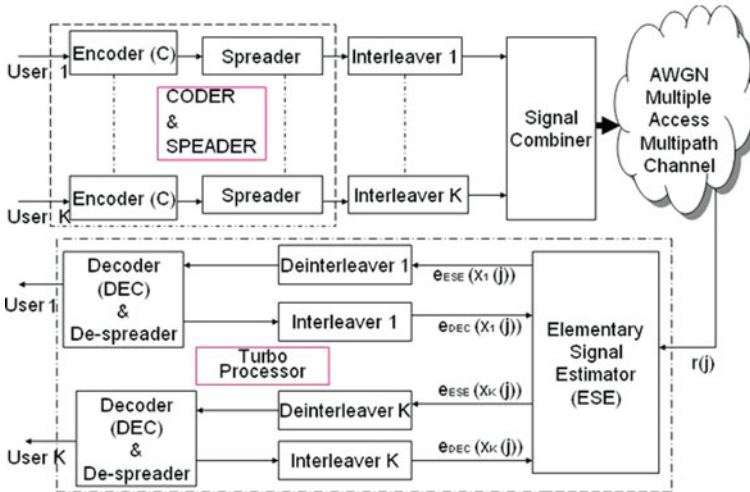 User 1
Encoder (C)
Spreader
Interleaver 1
CODER
&
SPEADER
User K
Encoder (C)
Spreader
Interleaver K
Signal
Combiner
AWGN
Multiple
Access
Multipath
Channel
User 1
Decoder
(DEC)
&
De-spreader
Deinterleaver 1
eESE (x1 (j))
Interleaver 1
eDEC (x1 (j))
Turbo
Processor
User K
Decoder
(DEC)
&
De-spreader
Deinterleaver K
eESE (xK (j))
Interleaver K
eDEC (xK (j))
Elementary
Signal
Estimator
(ESE)
r(j)